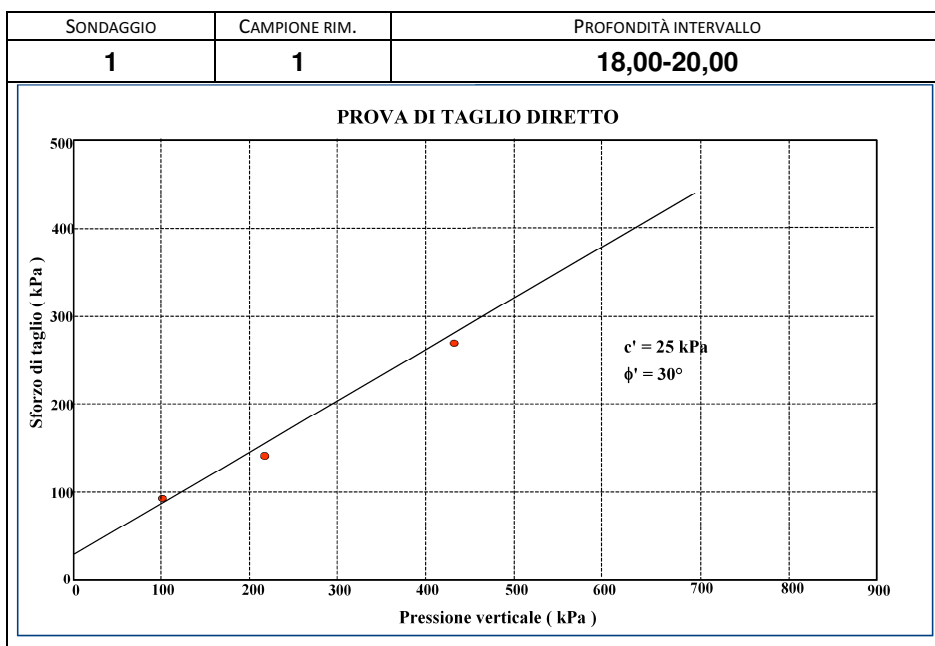 SONDAGGIO CAMPIONE RIM. PROFONDITÀ INTERVALLO
1 1 18,00-20,00
PROVA DI TAGLIO DIRETTO
500
400
300
200
100
0
Sforzo di taglio ( kPa )
c' = 25 kPa
ϕ' = 30°
0 100 200 300 400 500 600 700 800 900
Pressione verticale ( kPa )